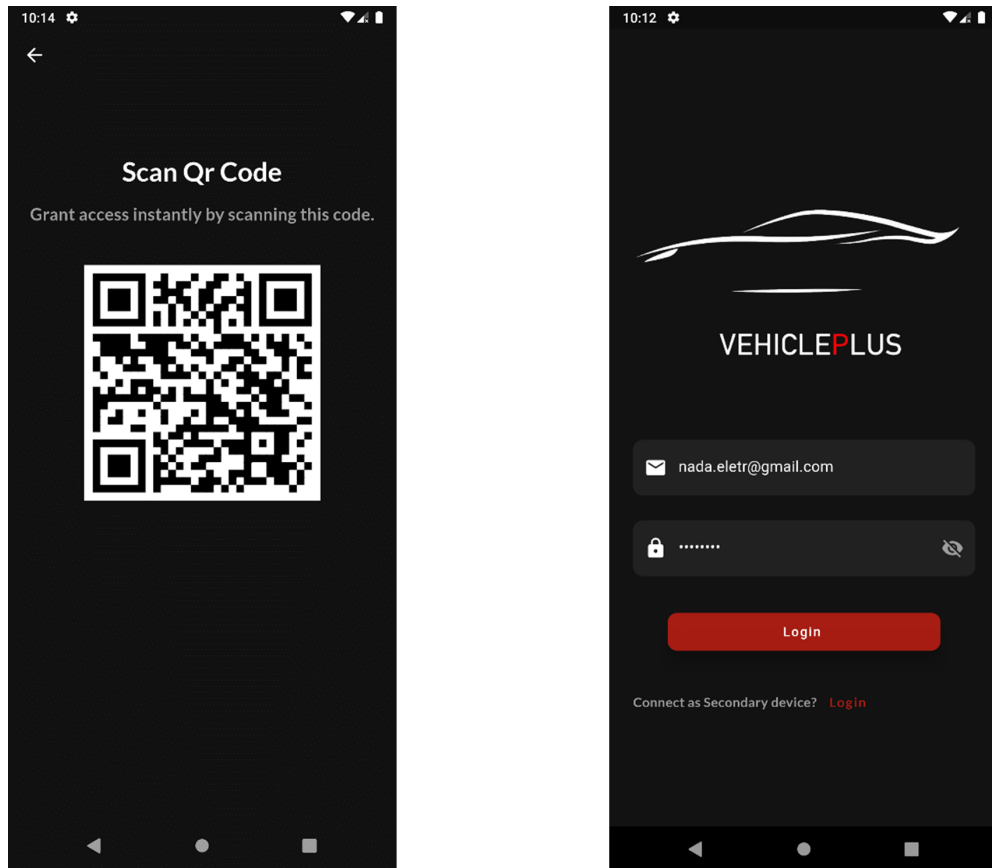 10:14
Scan Qr Code
Grant access instantly by scanning this code.
10:12
VEHICLEPLUS
nada.eletr@gmail.com
••••••••
Login
Connect as Secondary device? Login